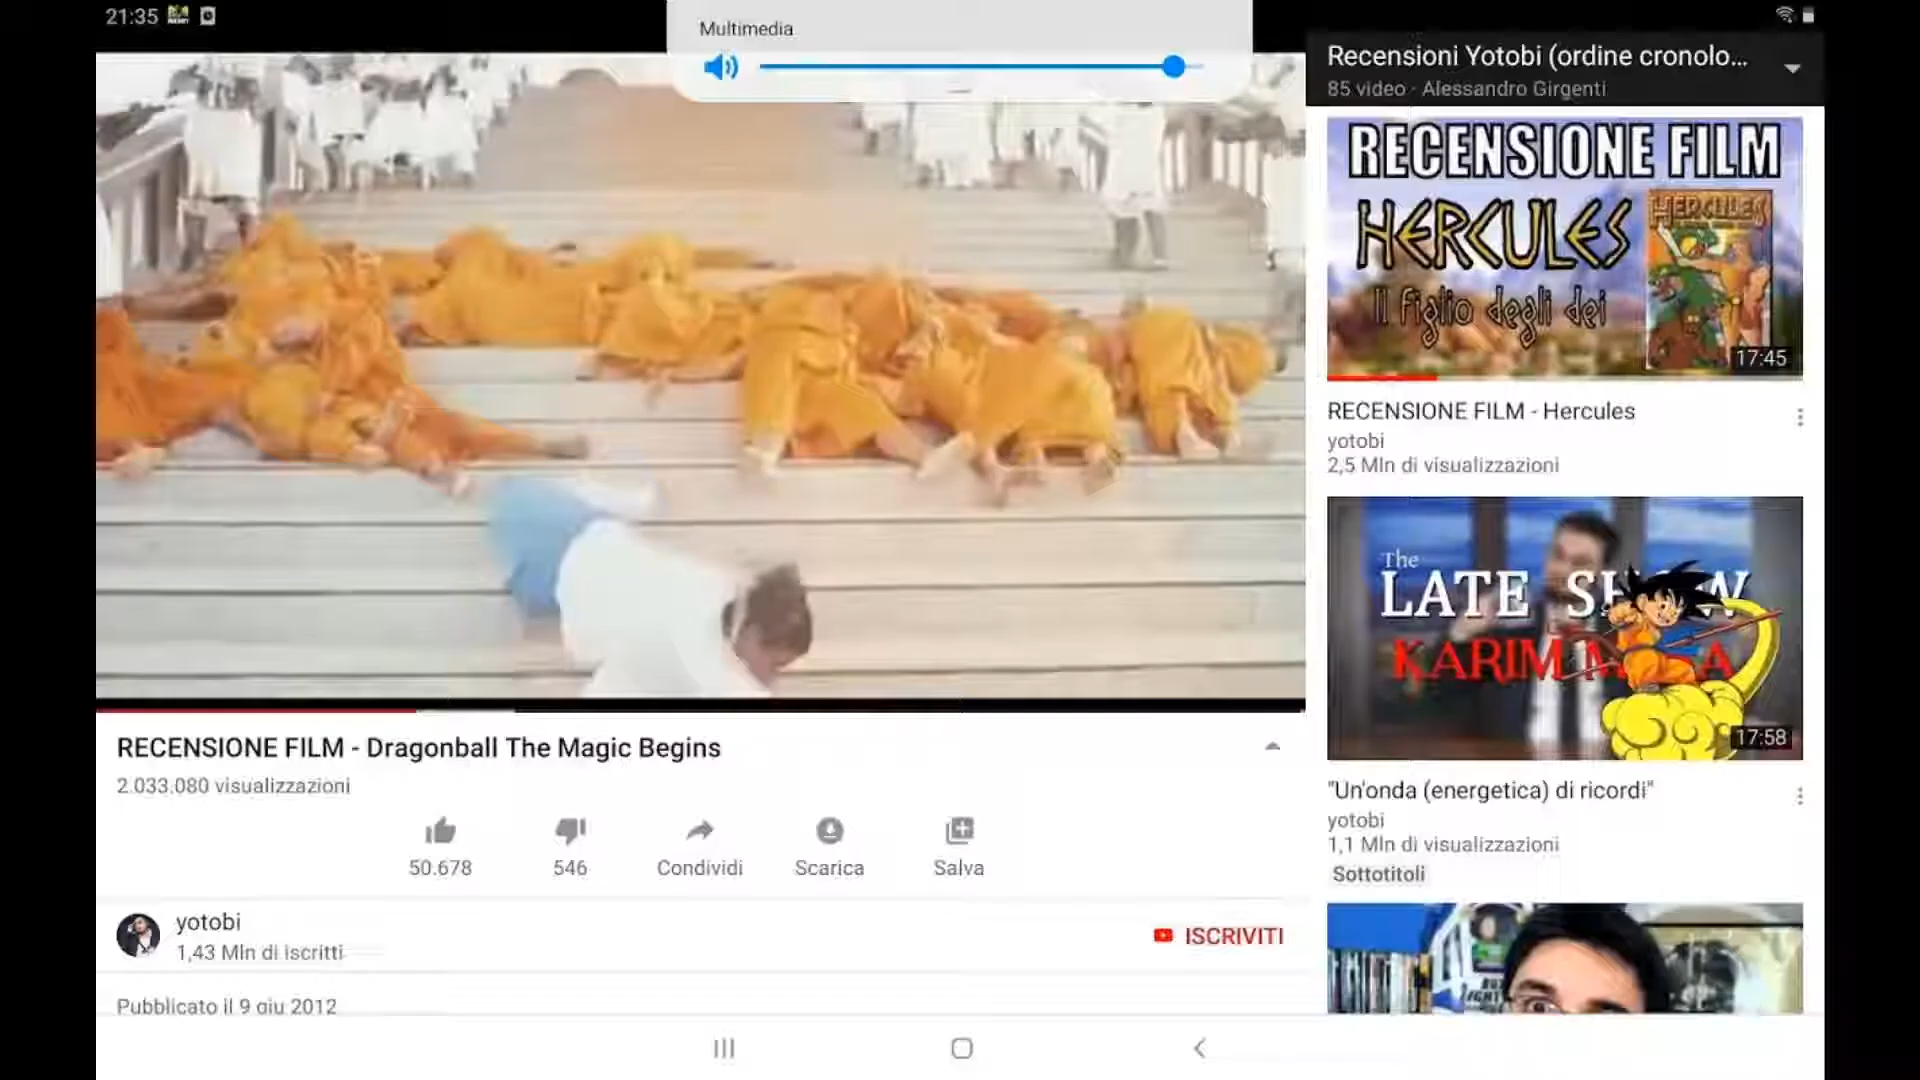 21:35
Multimedia
Recensioni Yotobi (ordine cronolo...
85 video · Alessandro Girgenti
RECENSIONE FILM
HERCULES
Il figlio degli dei
HERCULES
17:45
RECENSIONE FILM - Hercules
yotobi
2,5 Mln di visualizzazioni
The
LATE SHOW
KARIM
17:58
"Un'onda (energetica) di ricordi"
yotobi
1,1 Mln di visualizzazioni
Sottotitoli
RECENSIONE FILM - Dragonball The Magic Begins
2.033.080 visualizzazioni
50.678
546
Condividi
Scarica
Salva
yotobi
1,43 Mln di iscritti
ISCRIVITI
Pubblicato il 9 giu 2012